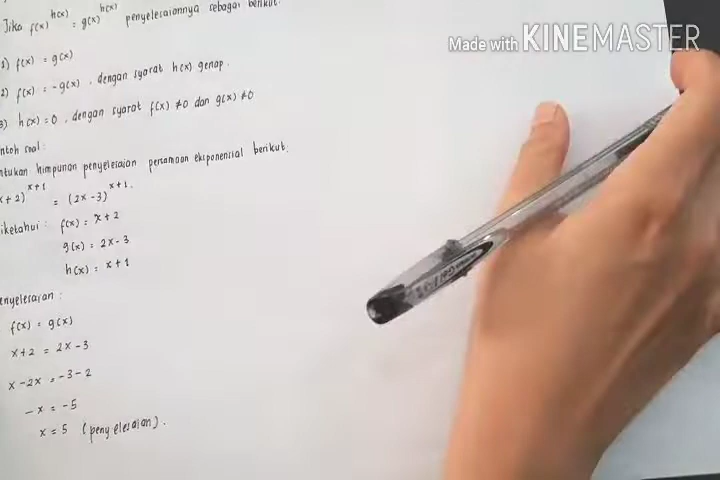 Jika f(x)^h(x) = g(x)^h(x) penyelesaiannya sebagai berikut.
Made with KINEMASTER
1) f(x) = g(x)
2) f(x) = -g(x), dengan syarat h(x) genap.
3) h(x) = 0, dengan syarat f(x) ≠ 0 dan g(x) ≠ 0
ntoh soal:
tukan himpunan penyelesaian persamaan eksponensial berikut.
x + 2)^x+1 = (2x - 3)^x+1.
iketahui: f(x) = x + 2
g(x) = 2x - 3
h(x) = x + 1
enyelesaian:
f(x) = g(x)
x + 2 = 2x - 3
x - 2x = -3 - 2
-x = -5
x = 5 (penyelesaian).